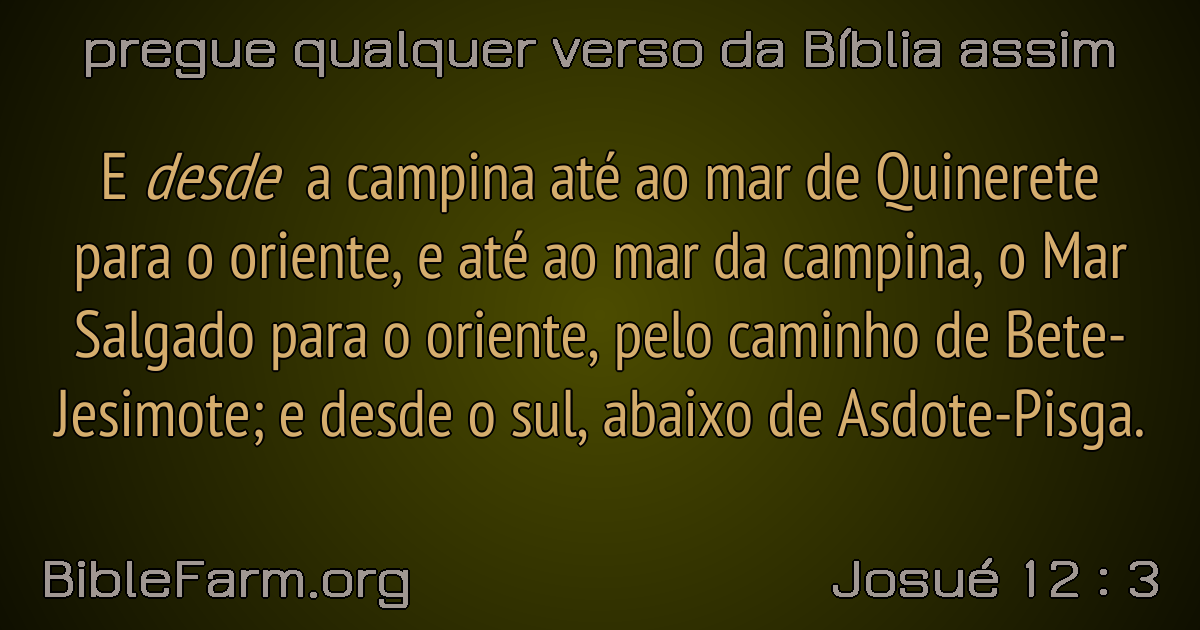 pregue qualquer verso da Bíblia assim
E desde a campina até ao mar de Quinerete
para o oriente, e até ao mar da campina, o Mar
Salgado para o oriente, pelo caminho de Bete-
Jesimote; e desde o sul, abaixo de Asdote-Pisga.
BibleFarm.org
Josué 12 : 3